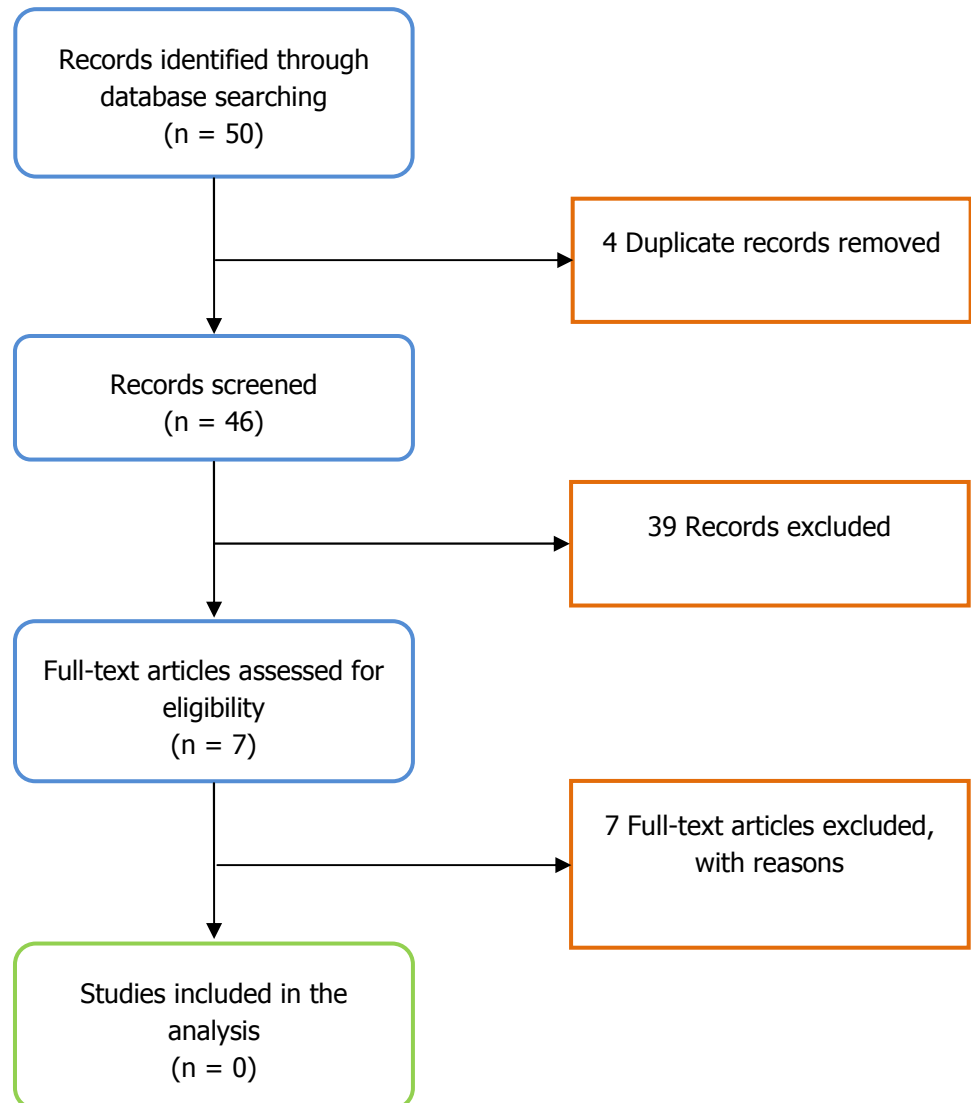 Records identified through
database searching
(n = 50)
4 Duplicate records removed
Records screened
(n = 46)
39 Records excluded
Full-text articles assessed for
eligibility
(n = 7)
7 Full-text articles excluded,
with reasons
Studies included in the
analysis
(n = 0)